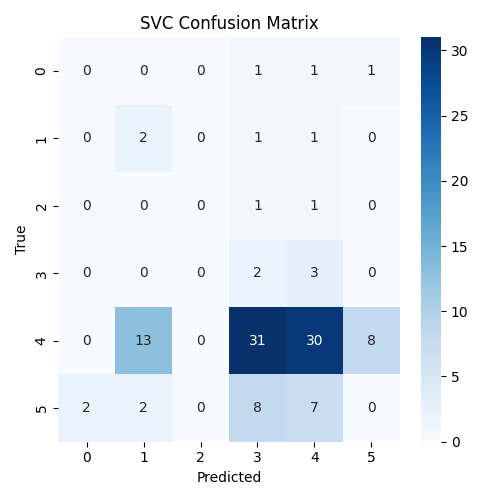 SVC Confusion Matrix
True
0 0 0 0 1 1 1
1 0 2 0 1 1 0
2 0 0 0 1 1 0
3 0 0 0 2 3 0
4 0 13 0 31 30 8
5 2 2 0 8 7 0
0 1 2 3 4 5
Predicted
30
25
20
15
10
5
0